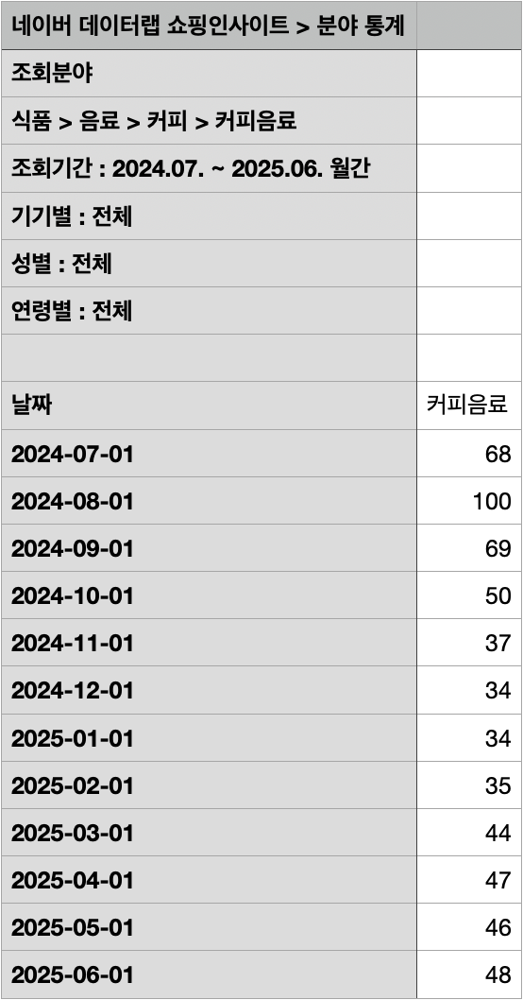 네이버 데이터랩 쇼핑인사이트 > 분야 통계
조회분야
식품 > 음료 > 커피 > 커피음료
조회기간 : 2024.07. ~ 2025.06. 월간
기기별 : 전체
성별 : 전체
연령별 : 전체
날짜 커피음료
2024-07-01 68
2024-08-01 100
2024-09-01 69
2024-10-01 50
2024-11-01 37
2024-12-01 34
2025-01-01 34
2025-02-01 35
2025-03-01 44
2025-04-01 47
2025-05-01 46
2025-06-01 48